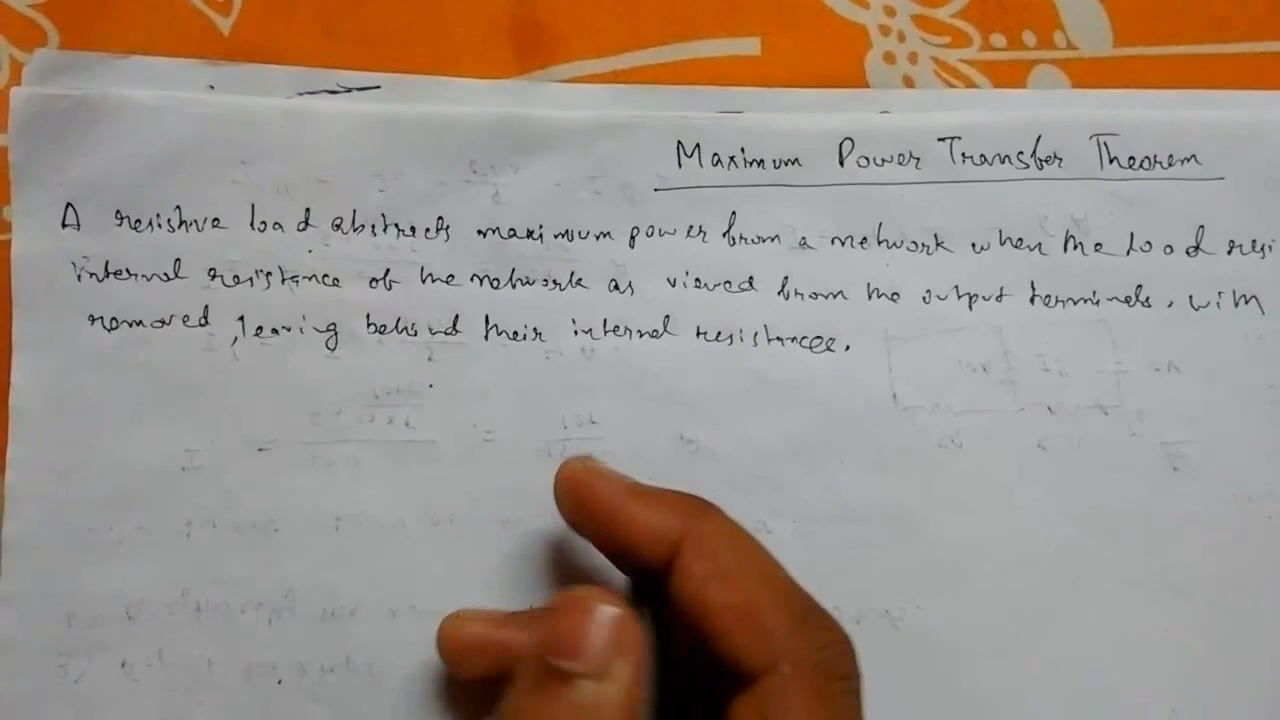 Maximum Power Transfer Theorem
A resistive load abstracts maximum power from a network when the load resi
internal resistance of the network as viewed from the output terminals, with
removed, leaving behind their internal resistances.